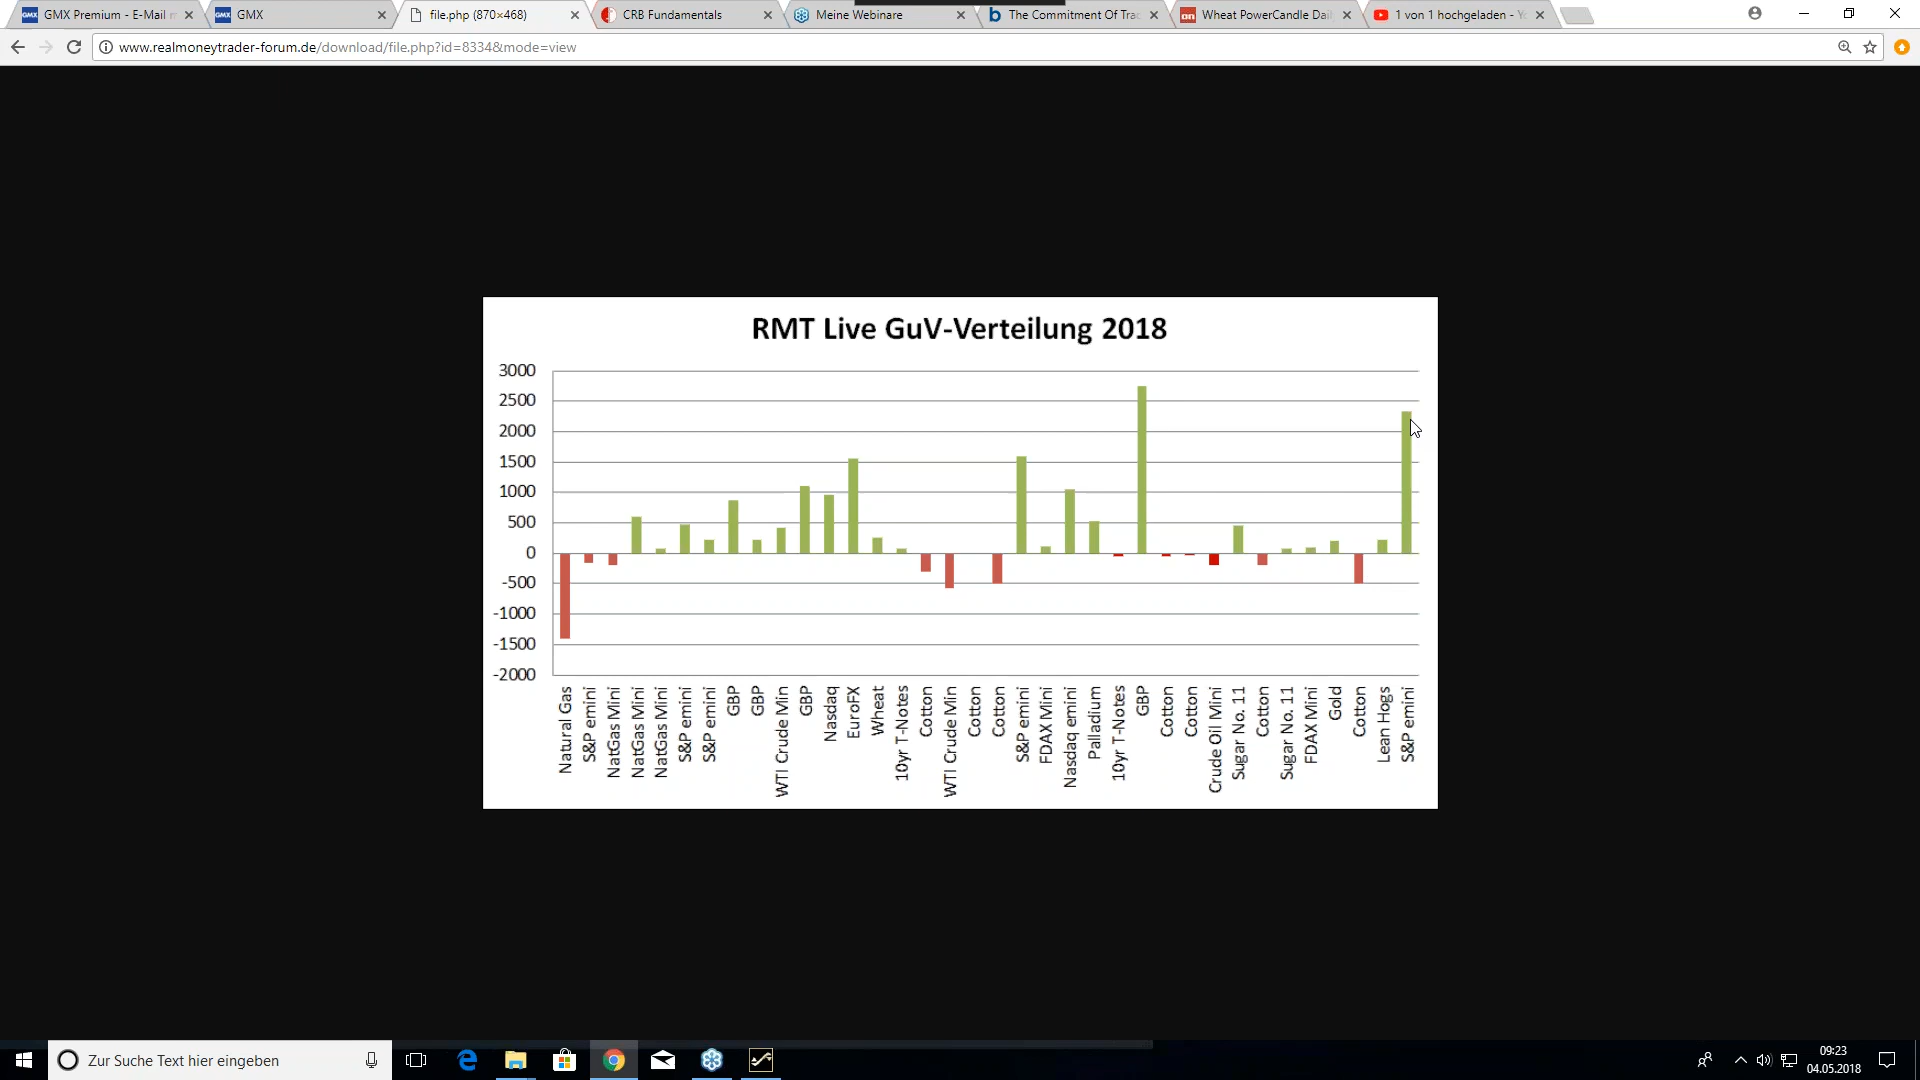 GMX Premium - E-Mail
GMX
file.php (870×468)
CRB Fundamentals
Meine Webinare
The Commitment Of Tra
Wheat PowerCandle Dai
1 von 1 hochgeladen -
www.realmoneytrader-forum.de/download/file.php?id=8334&mode=view
RMT Live GuV-Verteilung 2018
3000
2500
2000
1500
1000
500
0
-500
-1000
-1500
-2000
Natural Gas
S&P emini
NatGas Mini
NatGas Mini
NatGas Mini
S&P emini
S&P emini
GBP
GBP
WTI Crude Min
GBP
Nasdaq
EuroFX
Wheat
10yr T-Notes
Cotton
WTI Crude Min
Cotton
Cotton
S&P emini
FDAX Mini
Nasdaq emini
Palladium
10yr T-Notes
GBP
Cotton
Cotton
Crude Oil Mini
Sugar No. 11
Cotton
Sugar No. 11
FDAX Mini
Gold
Cotton
Lean Hogs
S&P emini
Zur Suche Text hier eingeben
09:23
04.05.2018